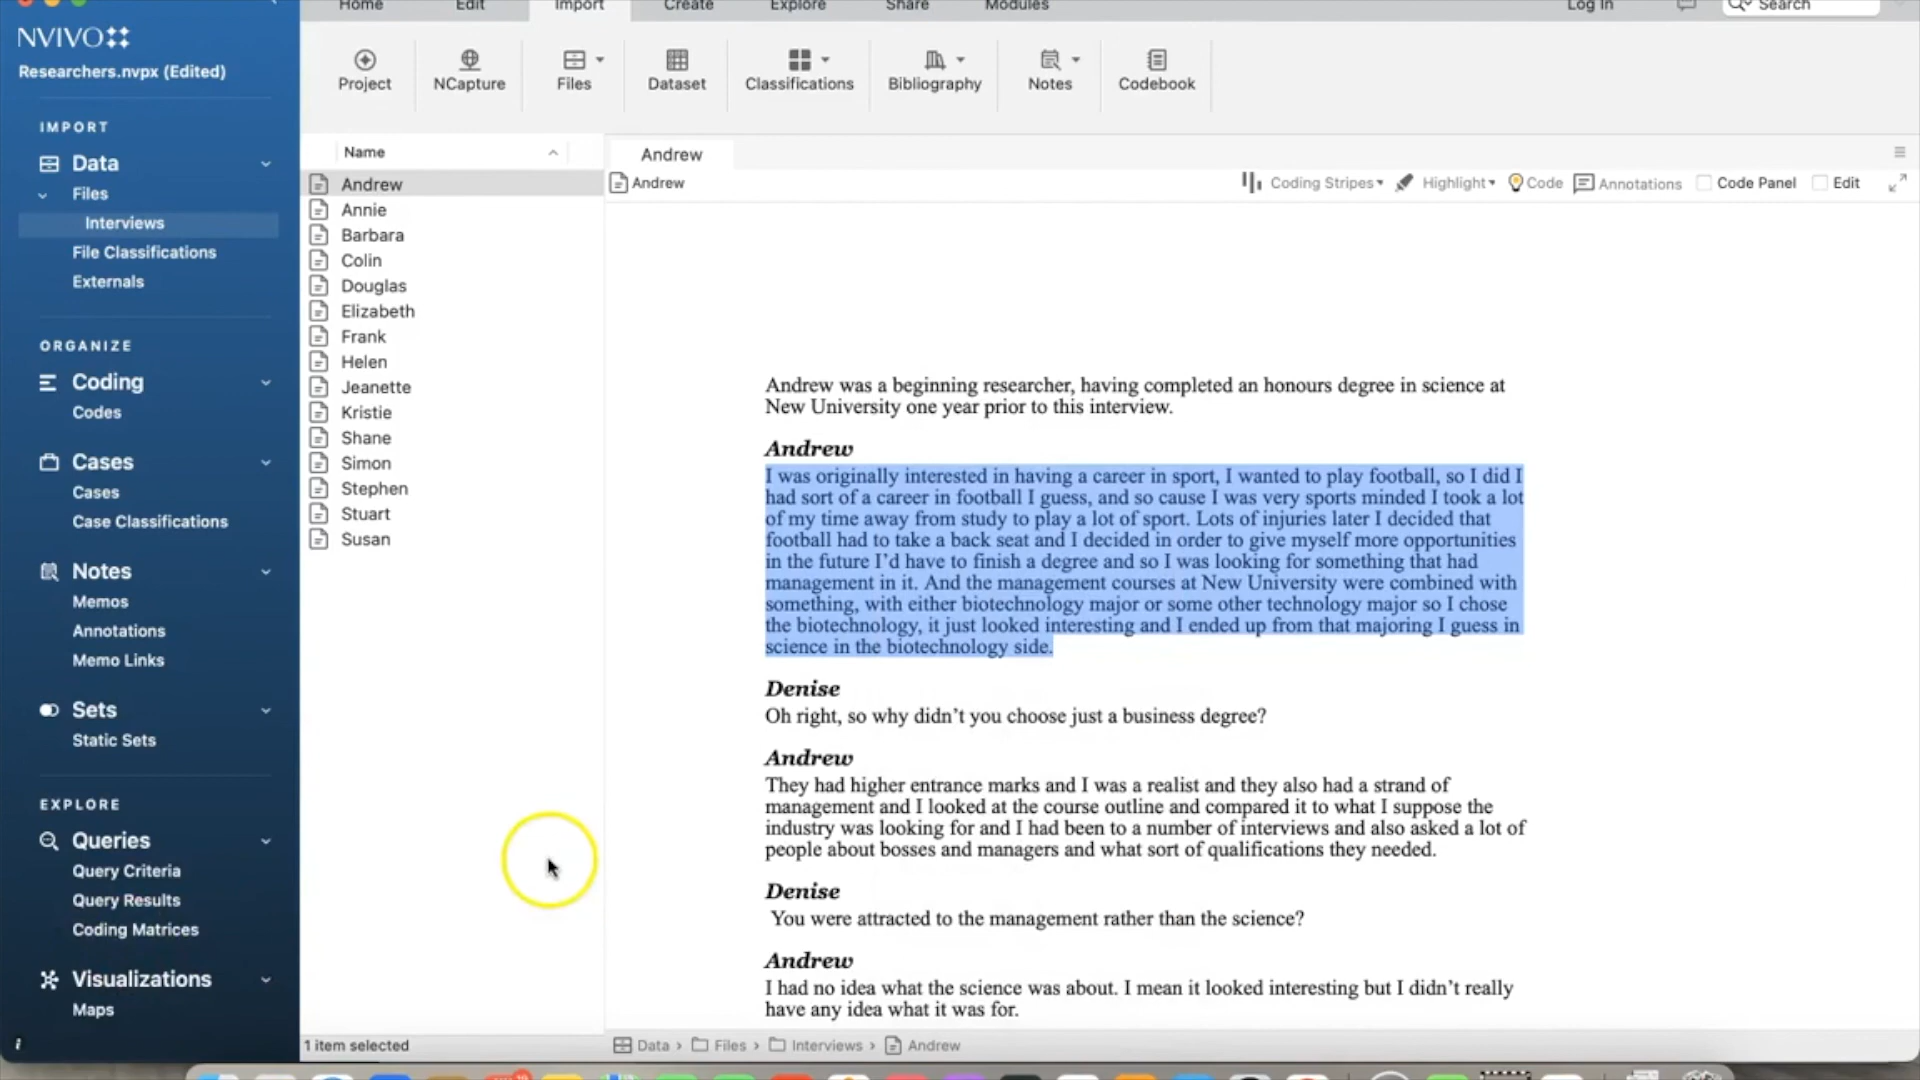 Home Edit Import Create Explore Share Modules Log In Search
NVIVO
Researchers.nvpx (Edited)
Project NCapture Files Dataset Classifications Bibliography Notes Codebook
IMPORT
Data
Files
Interviews
File Classifications
Externals
ORGANIZE
Coding
Codes
Cases
Cases
Case Classifications
Notes
Memos
Annotations
Memo Links
Sets
Static Sets
EXPLORE
Queries
Query Criteria
Query Results
Coding Matrices
Visualizations
Maps
Name
Andrew
Annie
Barbara
Colin
Douglas
Elizabeth
Frank
Helen
Jeanette
Kristie
Shane
Simon
Stephen
Stuart
Susan
1 item selected
Andrew
Andrew Coding Stripes Highlight Code Annotations Code Panel Edit
Andrew was a beginning researcher, having completed an honours degree in science at
New University one year prior to this interview.
Andrew
I was originally interested in having a career in sport, I wanted to play football, so I did I
had sort of a career in football I guess, and so cause I was very sports minded I took a lot
of my time away from study to play a lot of sport. Lots of injuries later I decided that
football had to take a back seat and I decided in order to give myself more opportunities
in the future I’d have to finish a degree and so I was looking for something that had
management in it. And the management courses at New University were combined with
something, with either biotechnology major or some other technology major so I chose
the biotechnology, it just looked interesting and I ended up from that majoring I guess in
science in the biotechnology side.
Denise
Oh right, so why didn’t you choose just a business degree?
Andrew
They had higher entrance marks and I was a realist and they also had a strand of
management and I looked at the course outline and compared it to what I suppose the
industry was looking for and I had been to a number of interviews and also asked a lot of
people about bosses and managers and what sort of qualifications they needed.
Denise
You were attracted to the management rather than the science?
Andrew
I had no idea what the science was about. I mean it looked interesting but I didn’t really
have any idea what it was for.
Data > Files > Interviews > Andrew